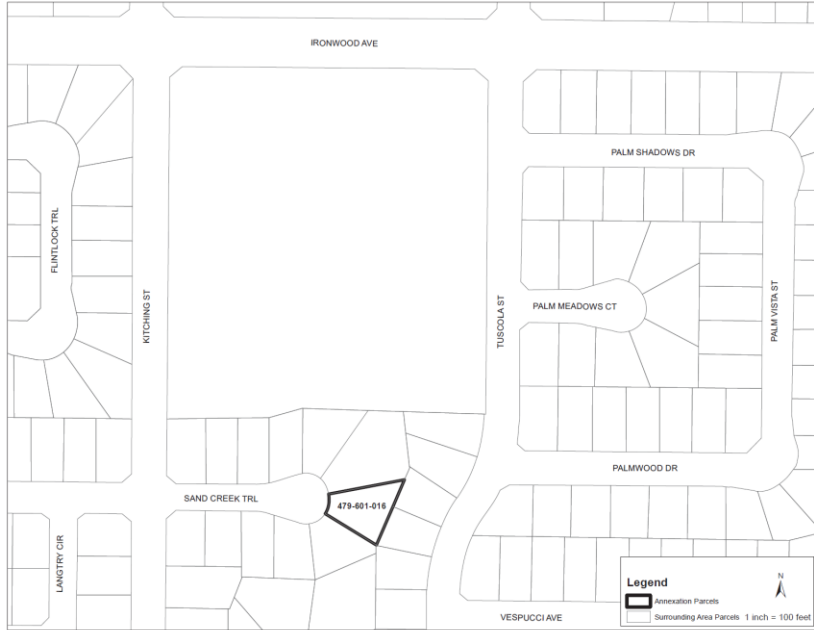 IRONWOOD AVE
PALM SHADOWS DR
FLINTLOCK TRL
KITCHING ST
TUSCOLA ST
PALM MEADOWS CT
PALM VISTA ST
PALMWOOD DR
SAND CREEK TRL
479-601-016
LANGTRY CIR
VESPUCCI AVE
Legend
N
Annexation Parcels
Surrounding Area Parcels 1 inch = 100 feet